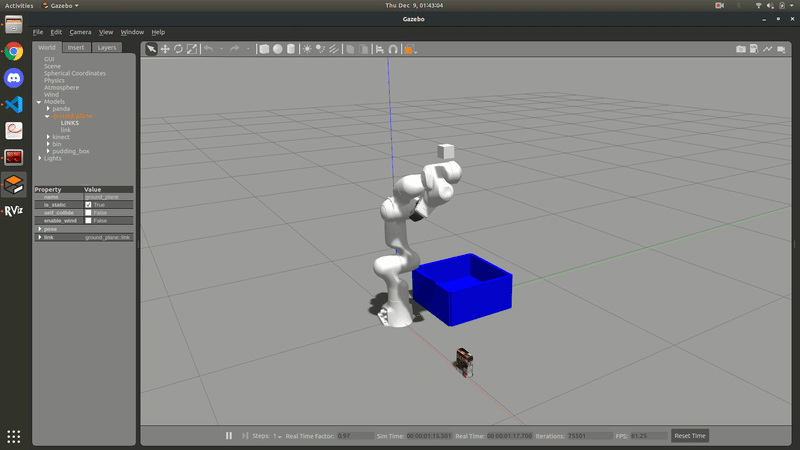 Activities Gazebo Thu Dec 9, 01:43:04
Gazebo
File Edit Camera View Window Help
World Insert Layers
GUI
Scene
Spherical Coordinates
Physics
Atmosphere
Wind
Models
panda
ground_plane
LINKS
link
kinect
bin
pudding_box
Lights
Property Value
name ground_plane
is_static True
self_collide False
enable_wind False
pose
link ground_plane::link
RViz
Steps: 1 Real Time Factor: 0.97 Sim Time: 00 00:01:15.501 Real Time: 00 00:01:17.700 Iterations: 75501 FPS: 61.25 Reset Time